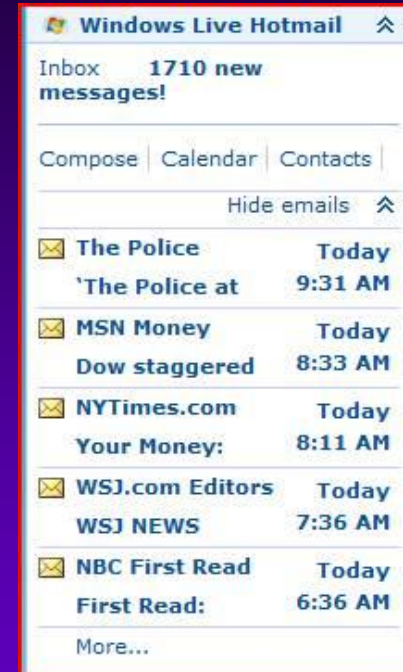 Windows Live Hotmail
Inbox 1710 new
messages!
Compose Calendar Contacts
Hide emails
The Police Today
‘The Police at 9:31 AM
MSN Money Today
Dow staggered 8:33 AM
NYTimes.com Today
Your Money: 8:11 AM
WSJ.com Editors Today
WSJ NEWS 7:36 AM
NBC First Read Today
First Read: 6:36 AM
More...